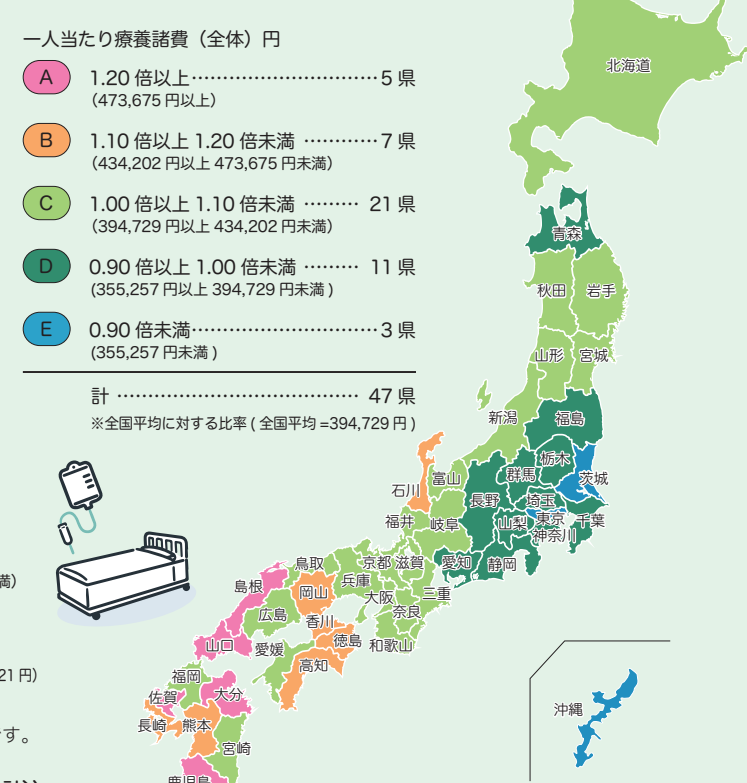 一人当たり療養諸費（全体）円
A 1.20 倍以上……………………………5 県
（473,675 円以上）
B 1.10 倍以上 1.20 倍未満 …………7 県
（434,202 円以上 473,675 円未満）
C 1.00 倍以上 1.10 倍未満 ……… 21 県
（394,729 円以上 434,202 円未満）
D 0.90 倍以上 1.00 倍未満 ……… 11 県
(355,257 円以上 394,729 円未満 )
E 0.90 倍未満……………………………3 県
(355,257 円未満 )
計 …………………………………… 47 県
※全国平均に対する比率 ( 全国平均 =394,729 円 )
北海道
青森
秋田
岩手
山形
宮城
新潟
福島
栃木
群馬
茨城
石川
富山
長野
埼玉
福井
岐阜
山梨
東京
千葉
神奈川
鳥取
京都
滋賀
愛知
静岡
島根
岡山
兵庫
大阪
三重
広島
香川
奈良
山口
愛媛
徳島
和歌山
高知
福岡
佐賀
大分
長崎
熊本
宮崎
鹿児島
沖縄
満）
21 円）
です。